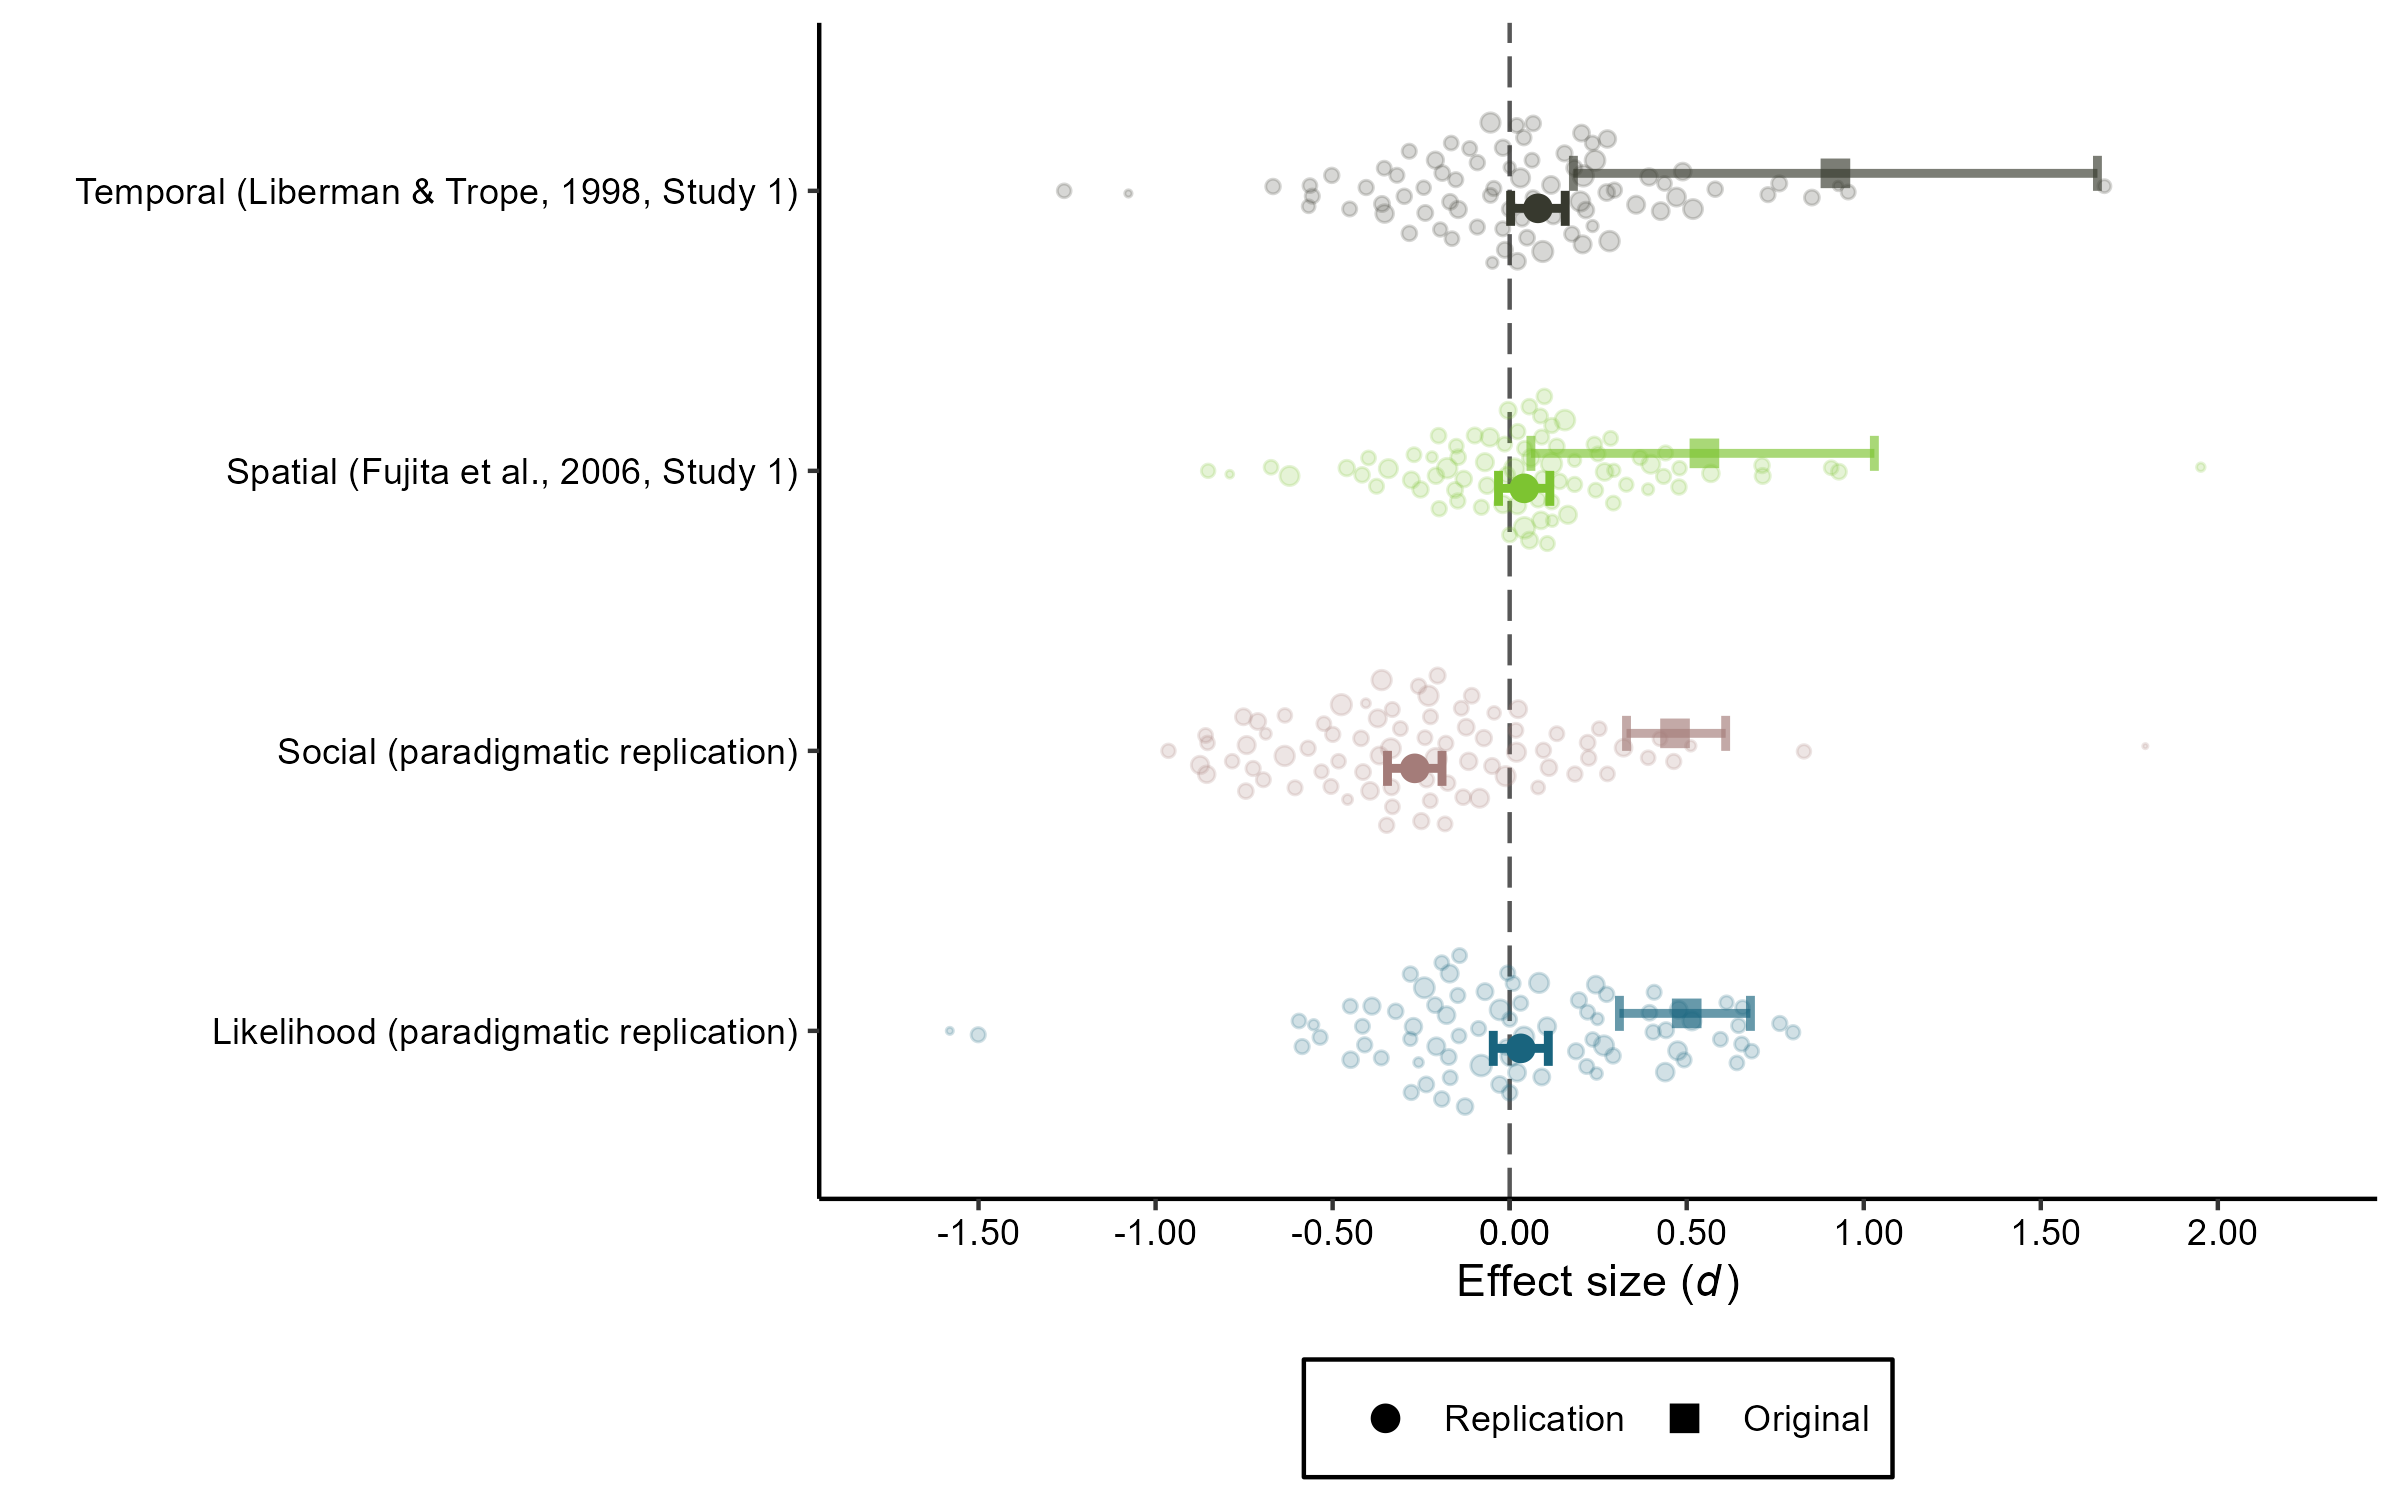 Temporal (Liberman & Trope, 1998, Study 1)
Spatial (Fujita et al., 2006, Study 1)
Social (paradigmatic replication)
Likelihood (paradigmatic replication)
-1.50 -1.00 -0.50 0.00 0.50 1.00 1.50 2.00
Effect size (d)
Replication Original